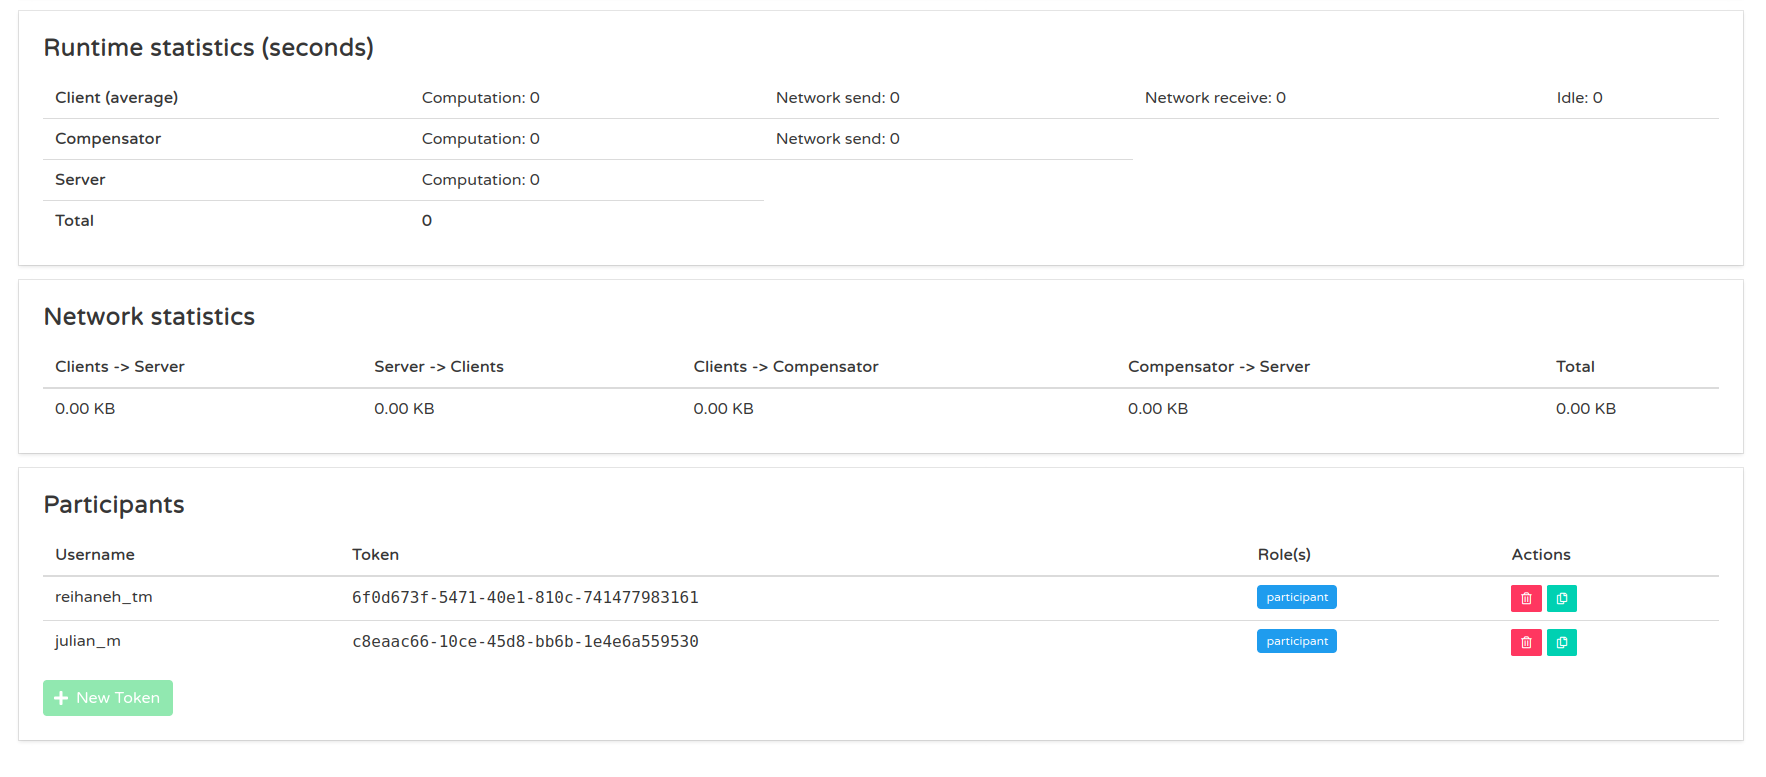 Runtime statistics (seconds)
Client (average) Computation: 0 Network send: 0 Network receive: 0 Idle: 0
Compensator Computation: 0 Network send: 0
Server Computation: 0
Total 0
Network statistics
Clients -> Server Server -> Clients Clients -> Compensator Compensator -> Server Total
0.00 KB 0.00 KB 0.00 KB 0.00 KB 0.00 KB
Participants
Username Token Role(s) Actions
reihaneh_tm 6f0d673f-5471-40e1-810c-741477983161 participant
julian_m c8eaac66-10ce-45d8-bb6b-1e4e6a559530 participant
New Token